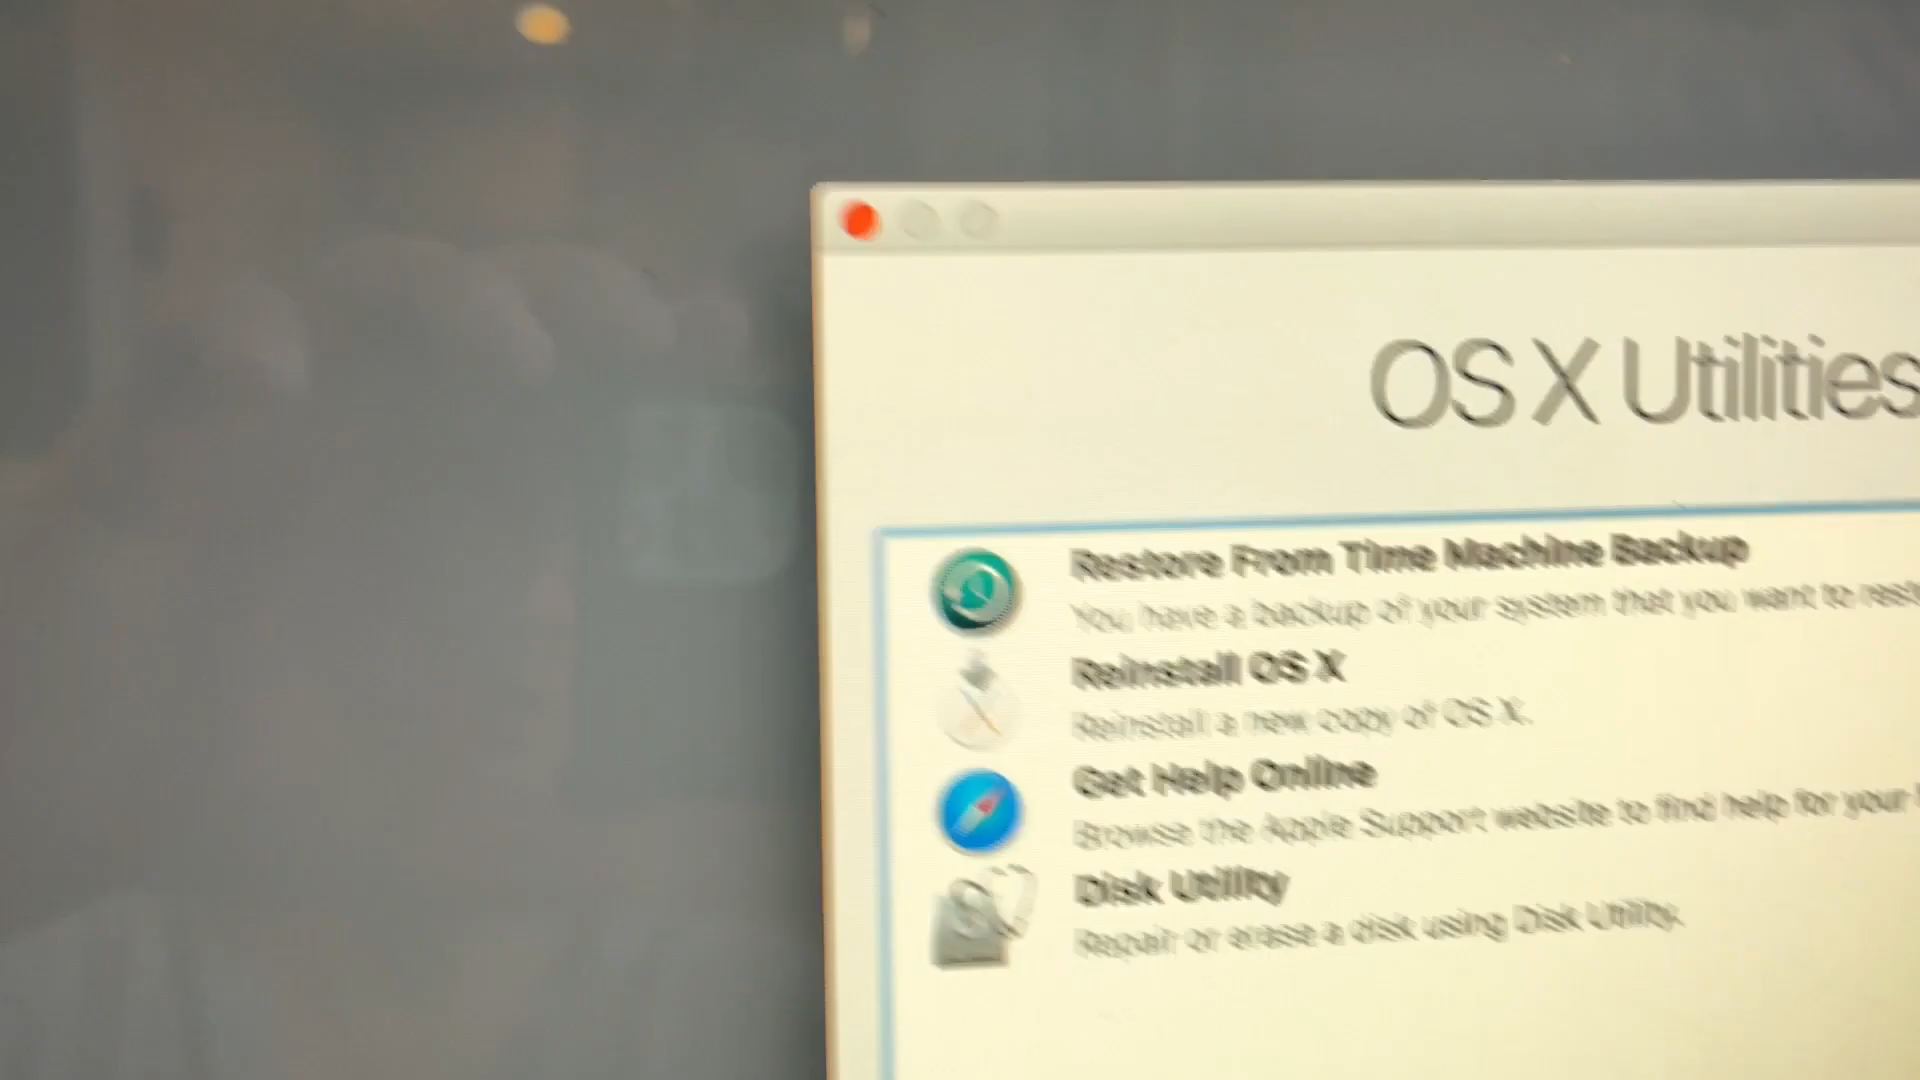 OS X Utilities
Restore From Time Machine Backup
You have a backup of your system that you want to
Reinstall OS X
Reinstall a new copy of OS X.
Get Help Online
Browse the Apple Support website to find help for your
Disk Utility
Repair or erase a disk using Disk Utility.